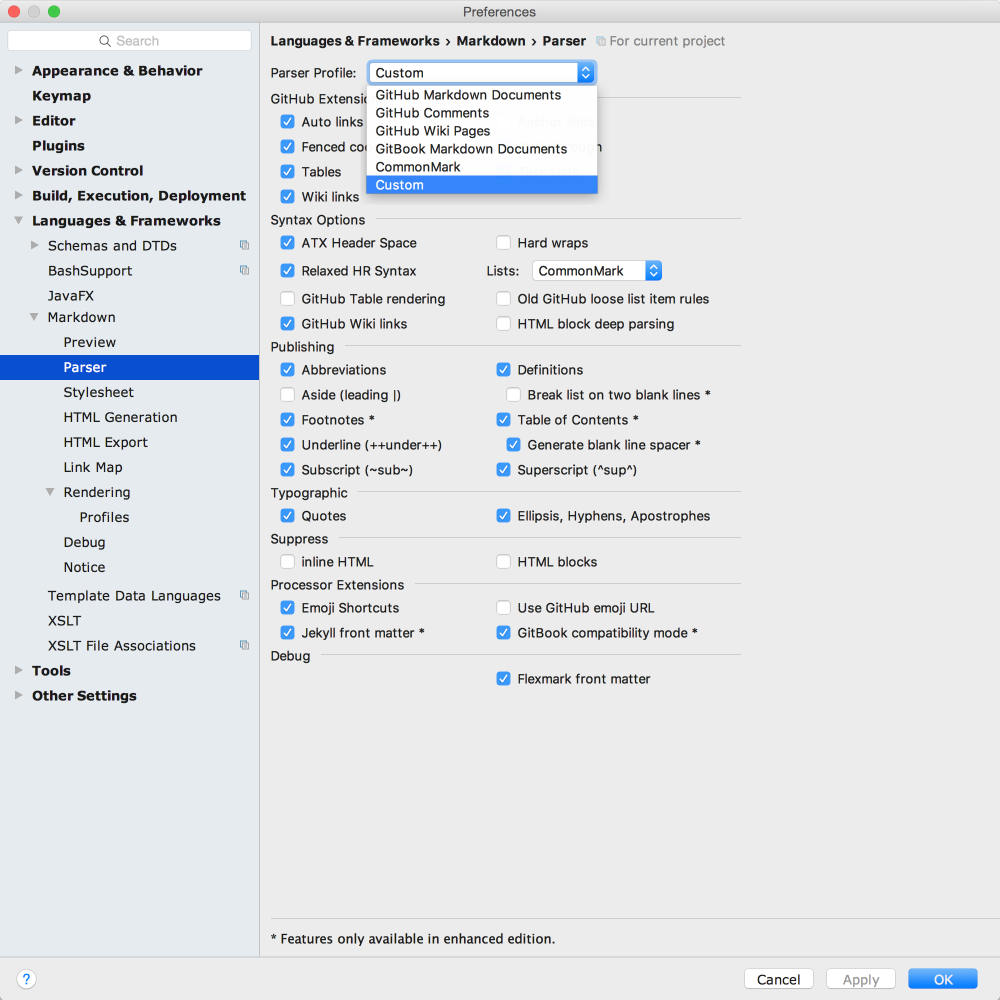 Preferences
Search
Appearance & Behavior
Keymap
Editor
Plugins
Version Control
Build, Execution, Deployment
Languages & Frameworks
Schemas and DTDs
BashSupport
JavaFX
Markdown
Preview
Parser
Stylesheet
HTML Generation
HTML Export
Link Map
Rendering
Profiles
Debug
Notice
Template Data Languages
XSLT
XSLT File Associations
Tools
Other Settings
Languages & Frameworks › Markdown › Parser For current project
Parser Profile: Custom
GitHub Markdown Documents
GitHub Comments
GitHub Wiki Pages
GitBook Markdown Documents
CommonMark
Custom
GitHub
Auto links
Fenced
Tables
Wiki links
Syntax Options
ATX Header Space Hard wraps
Relaxed HR Syntax Lists: CommonMark
GitHub Table rendering Old GitHub loose list item rules
GitHub Wiki links HTML block deep parsing
Publishing
Abbreviations Definitions
Aside (leading |) Break list on two blank lines *
Footnotes * Table of Contents *
Underline (++under++) Generate blank line spacer *
Subscript (~sub~) Superscript (^sup^)
Typographic
Quotes Ellipsis, Hyphens, Apostrophes
Suppress
inline HTML HTML blocks
Processor Extensions
Emoji Shortcuts Use GitHub emoji URL
Jekyll front matter * GitBook compatibility mode *
Debug
Flexmark front matter
* Features only available in enhanced edition.
? Cancel Apply OK